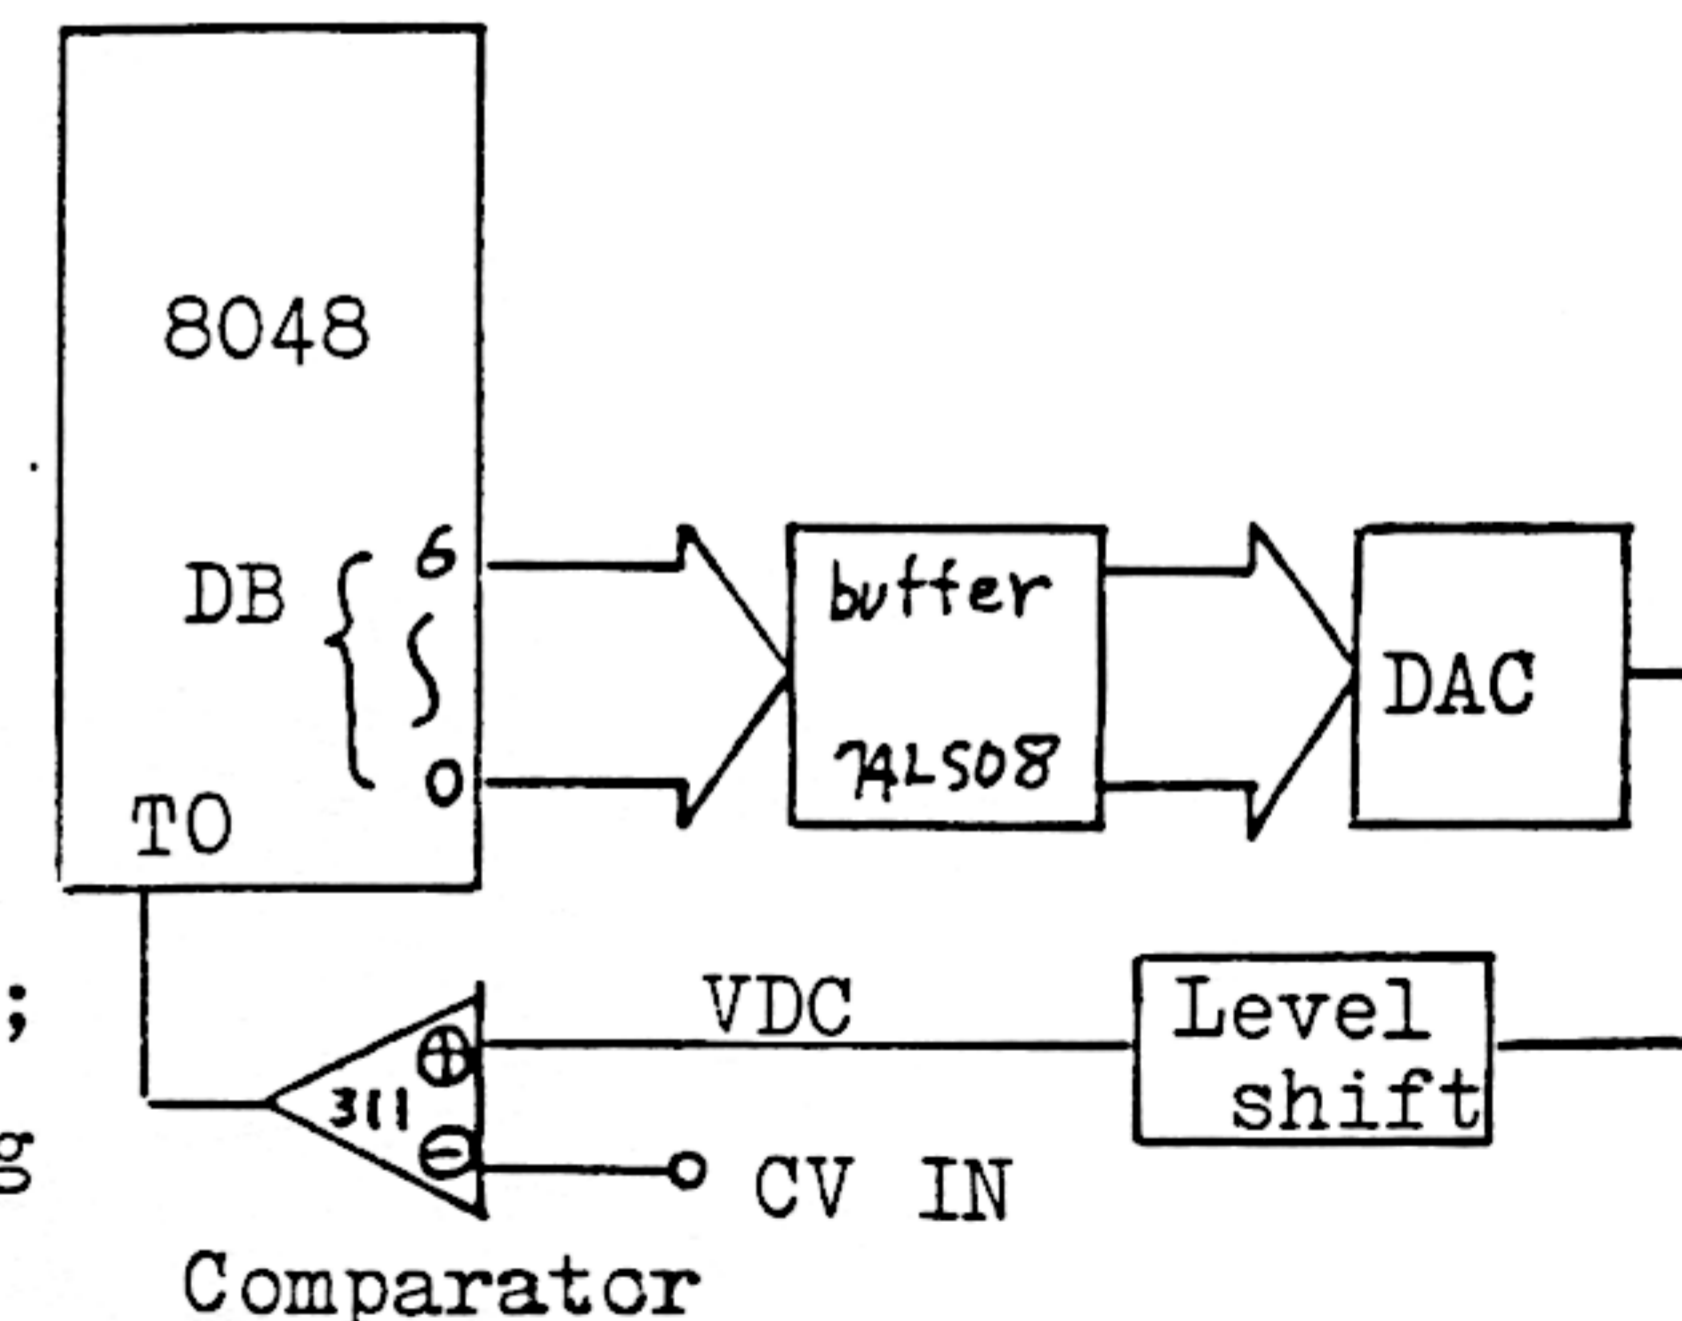 8048
DB { 6
∫
0
buffer
74LS08
DAC
TO
;
VDC
Level
shift
⊕
311
⊖
g
CV IN
Comparator